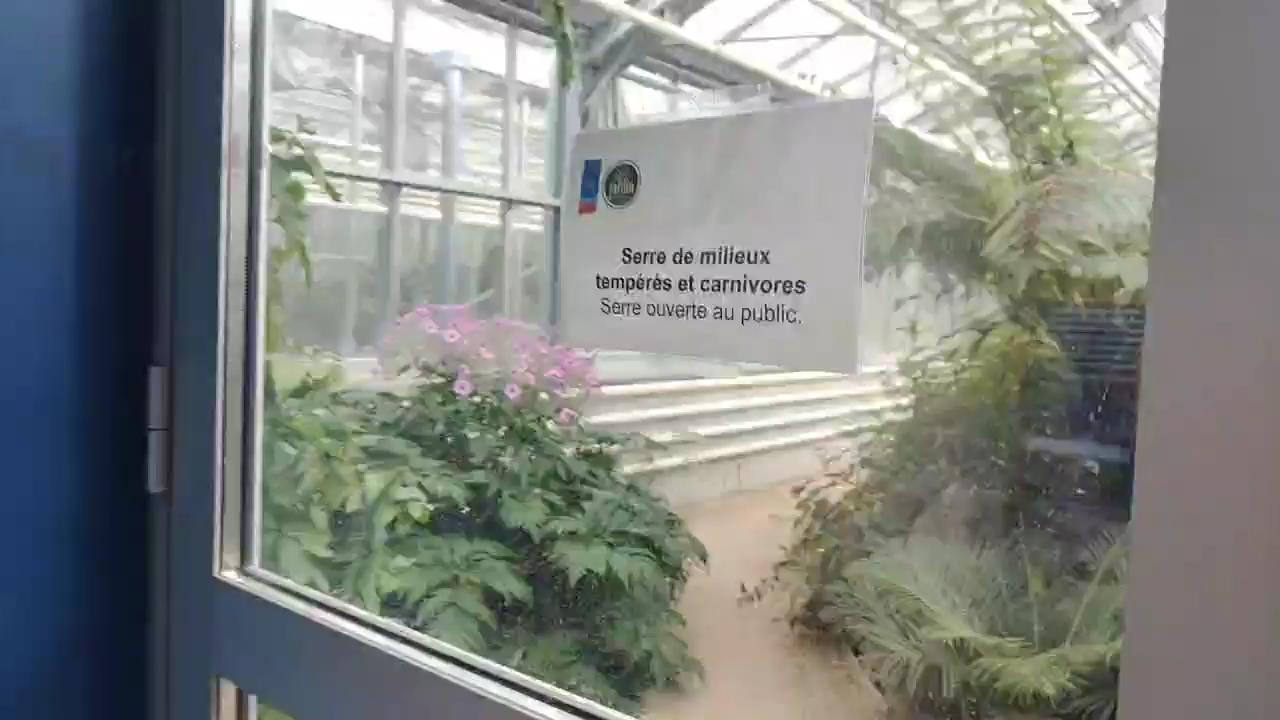 Serre de milieux
tempérés et carnivores
Serre ouverte au public.